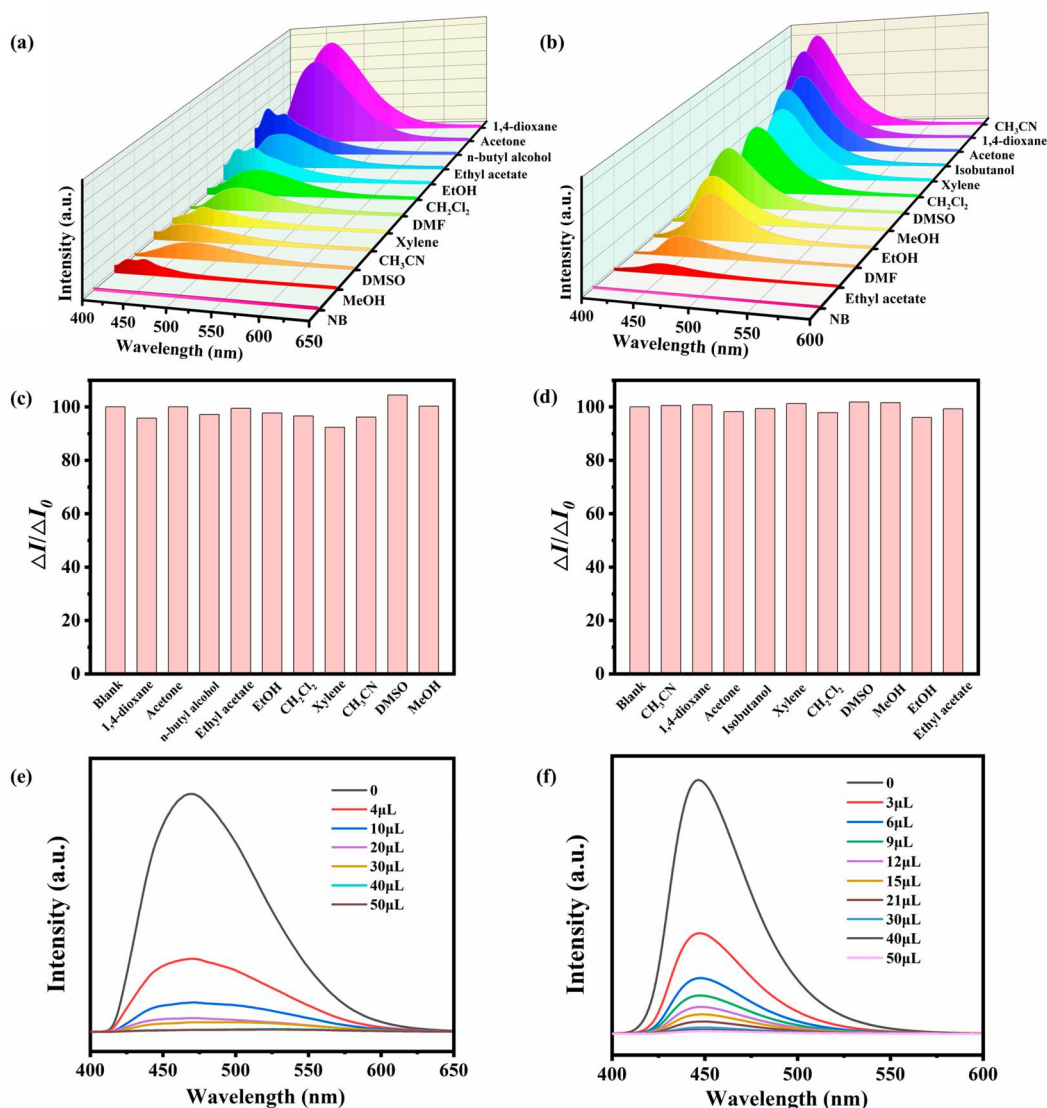 (a)
Intensity (a.u.)
400
450
500
550
600
650
Wavelength (nm)
1,4-dioxane
Acetone
n-butyl alcohol
Ethyl acetate
EtOH
CH₂Cl₂
DMF
Xylene
CH₃CN
DMSO
MeOH
NB
(b)
Intensity (a.u.)
400
450
500
550
600
Wavelength (nm)
CH₃CN
1,4-dioxane
Acetone
Isobutanol
Xylene
CH₂Cl₂
DMSO
MeOH
EtOH
DMF
Ethyl acetate
NB
(c)
△I/△I₀
100
80
60
40
20
0
Blank
1,4-dioxane
Acetone
n-butyl alcohol
Ethyl acetate
EtOH
CH₂Cl₂
Xylene
CH₃CN
DMSO
MeOH
(d)
△I/△I₀
100
80
60
40
20
0
Blank
CH₃CN
1,4-dioxane
Acetone
Isobutanol
Xylene
CH₂Cl₂
DMSO
MeOH
EtOH
Ethyl acetate
(e)
Intensity (a.u.)
0
4μL
10μL
20μL
30μL
40μL
50μL
400
450
500
550
600
650
Wavelength (nm)
(f)
Intensity (a.u.)
0
3μL
6μL
9μL
12μL
15μL
21μL
30μL
40μL
50μL
400
450
500
550
600
Wavelength (nm)